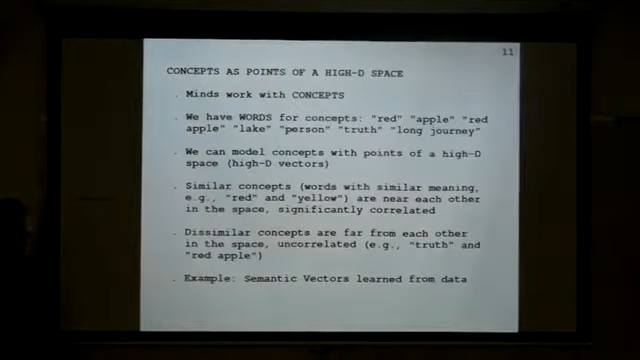 11
CONCEPTS AS POINTS OF A HIGH-D SPACE
. Minds work with CONCEPTS
. We have WORDS for concepts: "red" "apple" "red
apple" "lake" "person" "truth" "long journey"
. We can model concepts with points of a high-D
space (high-D vectors)
. Similar concepts (words with similar meaning,
e.g., "red" and "yellow") are near each other
in the space, significantly correlated
. Dissimilar concepts are far from each other
in the space, uncorrelated (e.g., "truth" and
"red apple")
. Example: Semantic Vectors learned from data